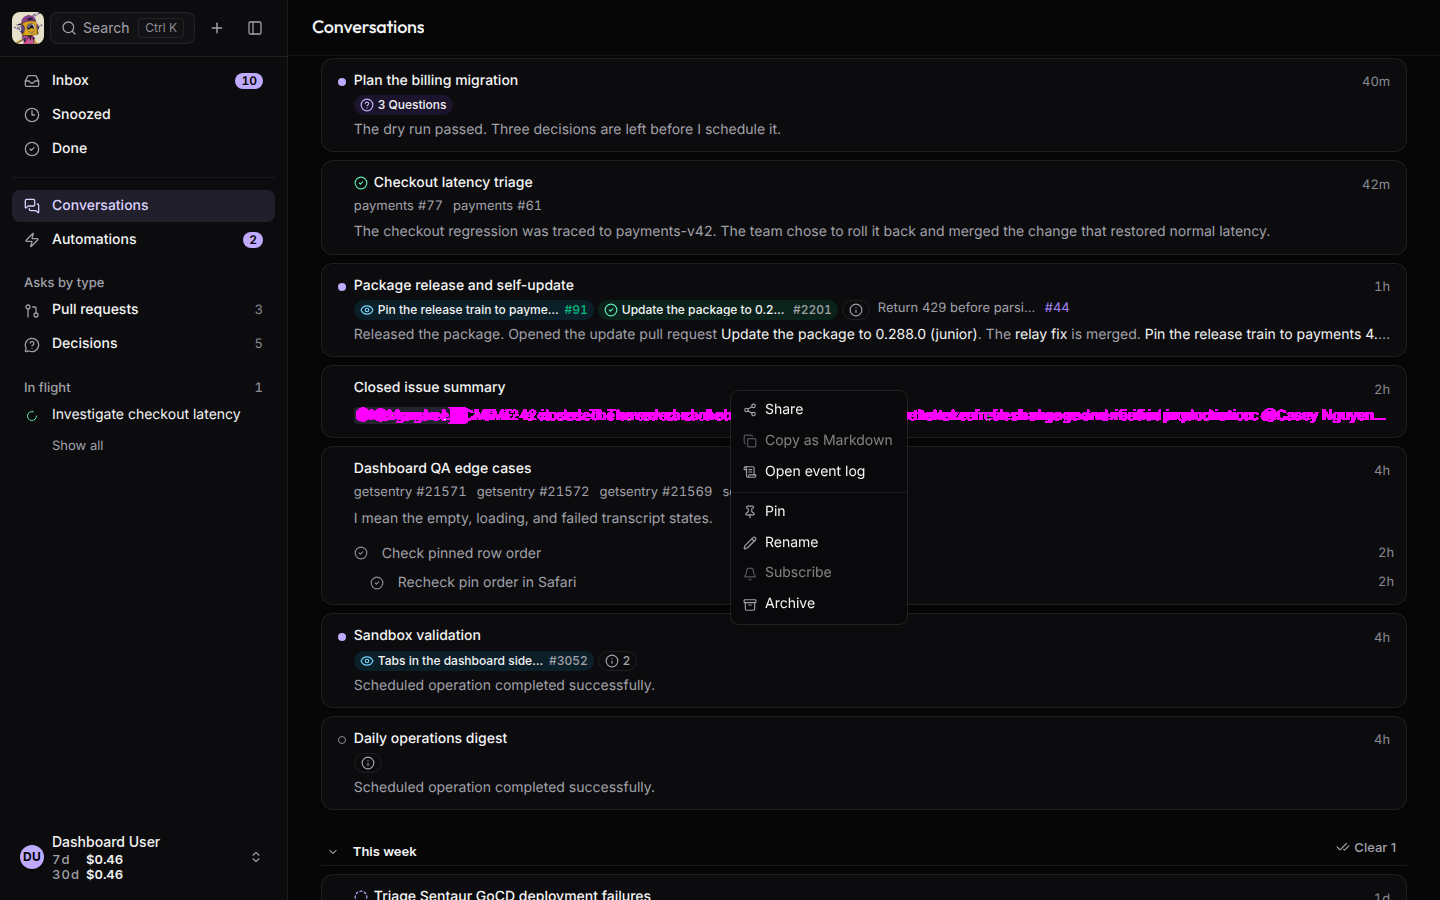 Search Ctrl K
Inbox 10
Snoozed
Done
Conversations
Automations 2
Asks by type
Pull requests 3
Decisions 5
In flight 1
Investigate checkout latency
Show all
DU Dashboard User
7d $0.46
30d $0.46
Conversations
Plan the billing migration 40m
3 Questions
The dry run passed. Three decisions are left before I schedule it.
Checkout latency triage 42m
payments #77 payments #61
The checkout regression was traced to payments-v42. The team chose to roll it back and merged the change that restored normal latency.
Package release and self-update 1h
Pin the release train to payme... #91 Update the package to 0.2... #2201 Return 429 before parsi... #44
Released the package. Opened the update pull request Update the package to 0.288.0 (junior). The relay fix is merged. Pin the release train to payments 4....
Closed issue summary 2h
Casey Nguyen
Dashboard QA edge cases 4h
getsentry #21571 getsentry #21572 getsentry #21569
I mean the empty, loading, and failed transcript states.
Check pinned row order 2h
Recheck pin order in Safari 2h
Share
Copy as Markdown
Open event log
Pin
Rename
Subscribe
Archive
Sandbox validation 4h
Tabs in the dashboard side... #3052 2
Scheduled operation completed successfully.
Daily operations digest 4h
Scheduled operation completed successfully.
This week Clear 1
Triage Sentaur GoCD deployment failures 1d